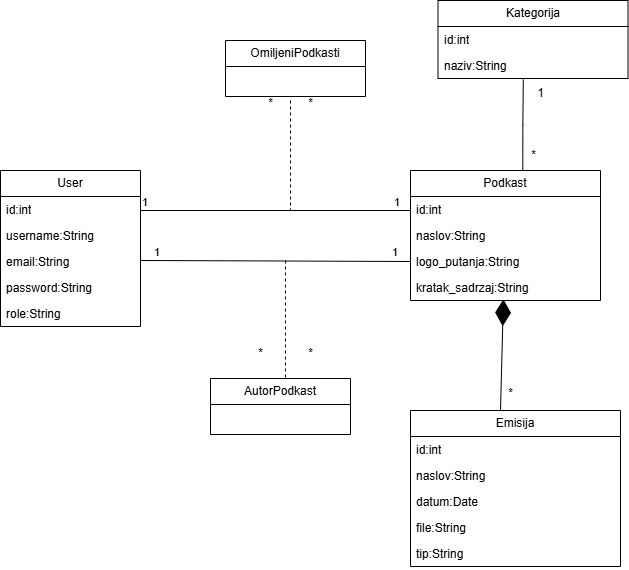 Kategorija
id:int
naziv:String
1
*
OmiljeniPodkasti
* *
User
id:int
username:String
email:String
password:String
role:String
1 1
1 1
Podkast
id:int
naslov:String
logo_putanja:String
kratak_sadrzaj:String
* *
AutorPodkast
*
Emisija
id:int
naslov:String
datum:Date
file:String
tip:String